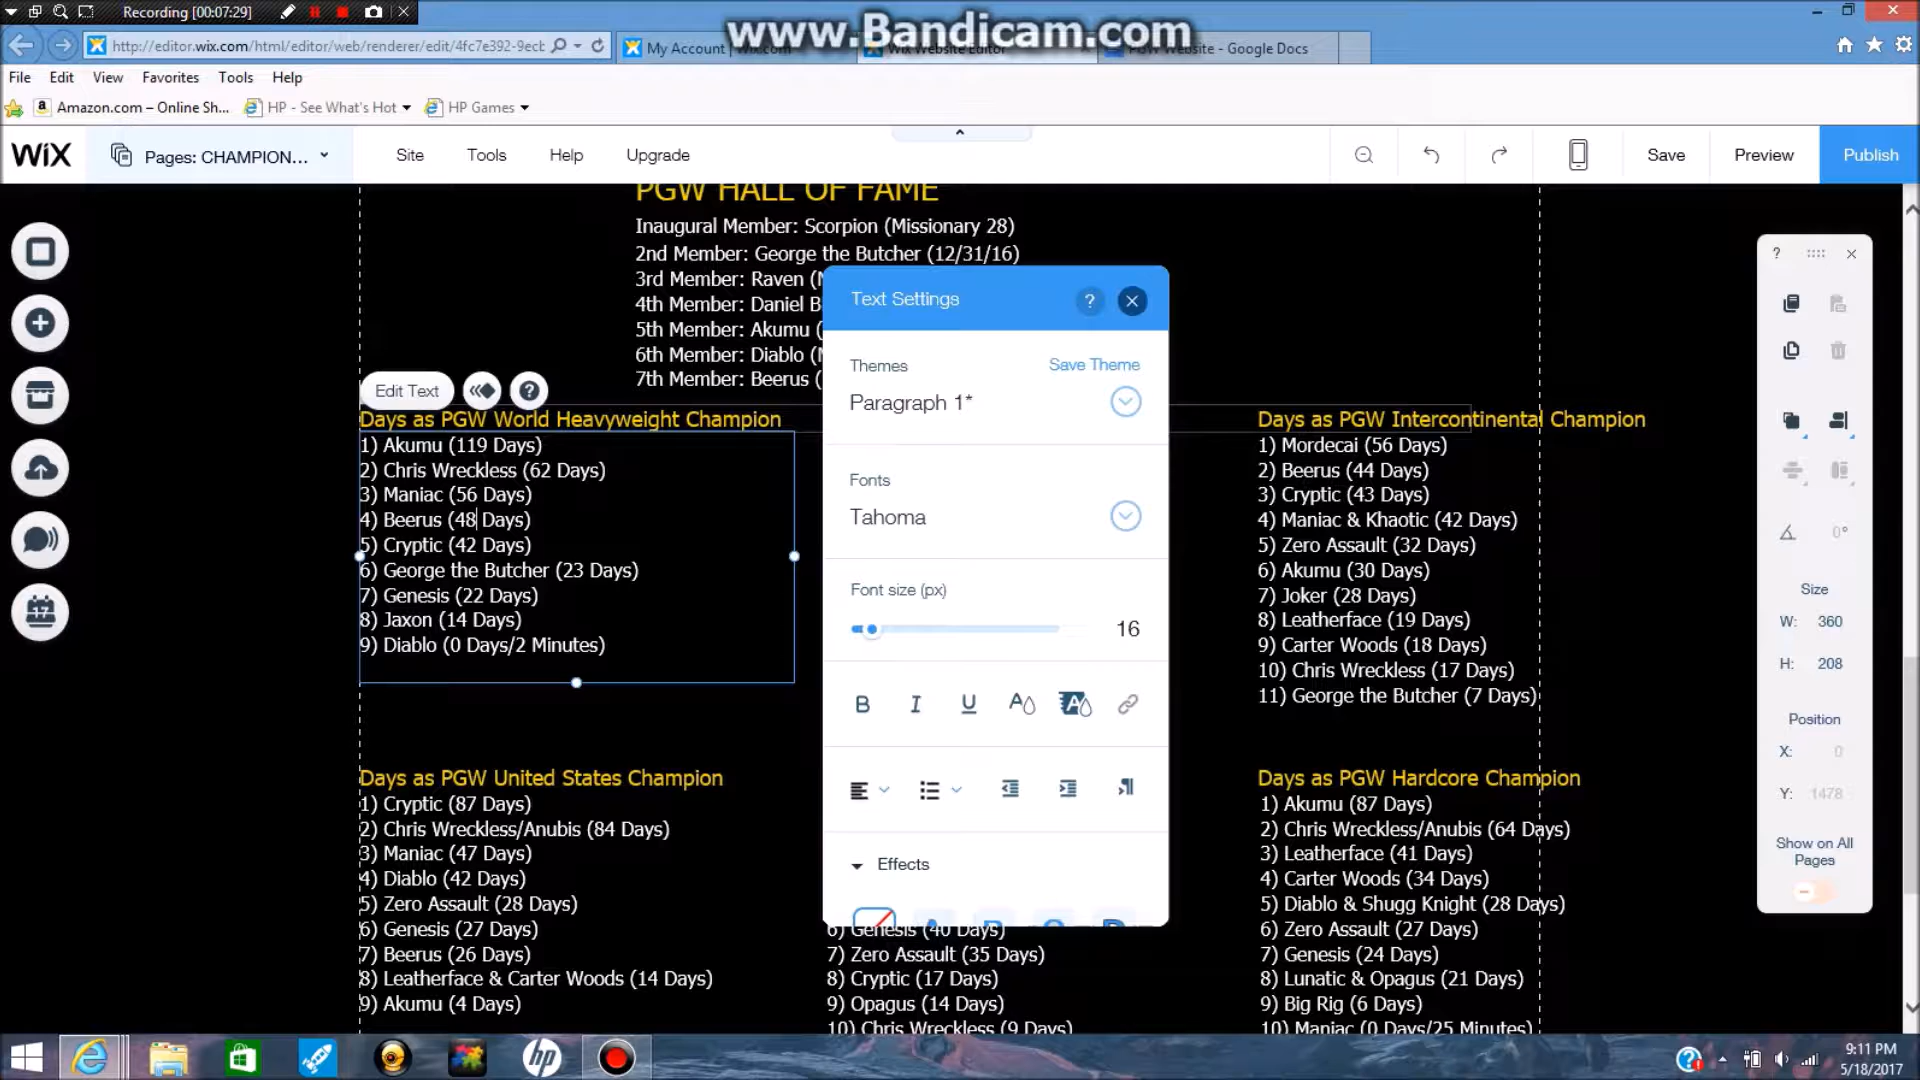 Recording [00:07:29]
www.Bandicam.com
http://editor.wix.com/html/editor/web/renderer/edit/4fc7e392-9ecb
My Account | Wix.com
Wix Website Editor
PGW Website - Google Docs
File Edit View Favorites Tools Help
Amazon.com – Online Sh... HP - See What's Hot HP Games
WiX Pages: CHAMPION... Site Tools Help Upgrade Save Preview Publish
PGW HALL OF FAME
Inaugural Member: Scorpion (Missionary 28)
2nd Member: George the Butcher (12/31/16)
3rd Member: Raven (
4th Member: Daniel B
5th Member: Akumu (
6th Member: Diablo (
7th Member: Beerus (
Edit Text
?
Days as PGW World Heavyweight Champion
1) Akumu (119 Days)
2) Chris Wreckless (62 Days)
3) Maniac (56 Days)
4) Beerus (48 Days)
5) Cryptic (42 Days)
6) George the Butcher (23 Days)
7) Genesis (22 Days)
8) Jaxon (14 Days)
9) Diablo (0 Days/2 Minutes)
Text Settings
?
Themes
Save Theme
Paragraph 1*
Fonts
Tahoma
Font size (px)
16
B I U A A
Effects
Days as PGW Intercontinental Champion
1) Mordecai (56 Days)
2) Beerus (44 Days)
3) Cryptic (43 Days)
4) Maniac & Khaotic (42 Days)
5) Zero Assault (32 Days)
6) Akumu (30 Days)
7) Joker (28 Days)
8) Leatherface (19 Days)
9) Carter Woods (18 Days)
10) Chris Wreckless (17 Days)
11) George the Butcher (7 Days)
Days as PGW United States Champion
1) Cryptic (87 Days)
2) Chris Wreckless/Anubis (84 Days)
3) Maniac (47 Days)
4) Diablo (42 Days)
5) Zero Assault (28 Days)
6) Genesis (27 Days)
7) Beerus (26 Days)
8) Leatherface & Carter Woods (14 Days)
9) Akumu (4 Days)
6) Genesis (40 Days)
7) Zero Assault (35 Days)
8) Cryptic (17 Days)
9) Opagus (14 Days)
10) Chris Wreckless (9 Days)
Days as PGW Hardcore Champion
1) Akumu (87 Days)
2) Chris Wreckless/Anubis (64 Days)
3) Leatherface (41 Days)
4) Carter Woods (34 Days)
5) Diablo & Shugg Knight (28 Days)
6) Zero Assault (27 Days)
7) Genesis (24 Days)
8) Lunatic & Opagus (21 Days)
9) Big Rig (6 Days)
10) Maniac (0 Days/25 Minutes)
?
0°
Size
W: 360
H: 208
Position
X: 0
Y: 1478
Show on All
Pages
17
hp
9:11 PM
5/18/2017